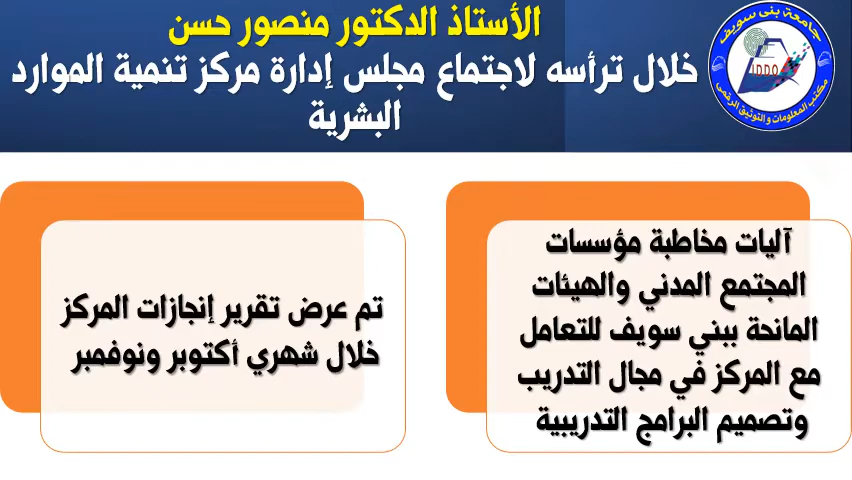 الأستاذ الدكتور منصور حسن
خلال ترأسه لاجتماع مجلس إدارة مركز تنمية الموارد
البشرية
جامعة بنى سويف
IDDO
مكتب المعلومات والتوثيق الرقمى
آليات مخاطبة مؤسسات
المجتمع المدني والهيئات
المانحة ببني سويف للتعامل
مع المركز في مجال التدريب
وتصميم البرامج التدريبية
تم عرض تقرير إنجازات المركز
خلال شهري أكتوبر ونوفمبر